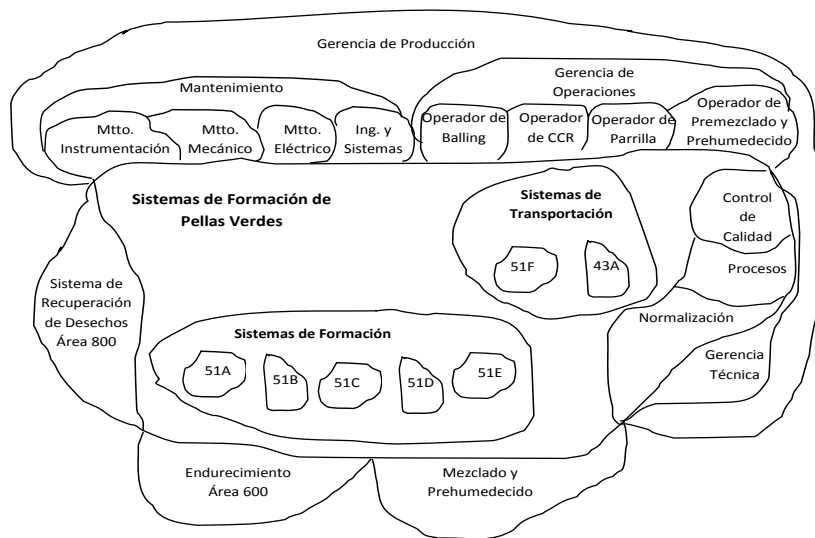 Gerencia de Producción
Mantenimiento
Gerencia de
Operaciones
Mtto.
Instrumentación
Mtto.
Mecánico
Mtto.
Eléctrico
Ing. y
Sistemas
Operador de
Balling
Operador
de CCR
Operador de
Parrilla
Operador de
Premezclado y
Prehumedecido
Sistemas de Formación de
Pellas Verdes
Sistemas de
Transportación
51F
43A
Control
de
Calidad
Procesos
Normalización
Gerencia
Técnica
Sistema de
Recuperación
de Desechos
Área 800
Sistemas de Formación
51A
51B
51C
51D
51E
Endurecimiento
Área 600
Mezclado y
Prehumedecido